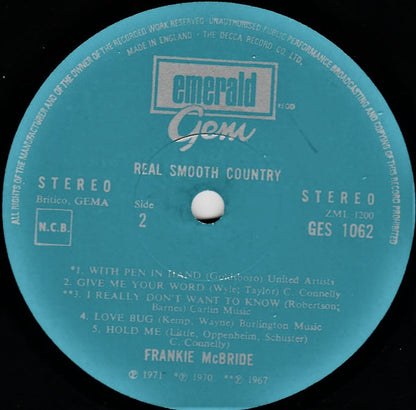 ALL RIGHTS OF THE MANUFACTURER AND OF THE OWNER OF THE RECORDED WORK RESERVED · UNAUTHORISED PUBLIC PERFORMANCE BROADCASTING AND COPYING OF THIS RECORD PROHIBITED
MADE IN ENGLAND · THE DECCA RECORD CO. LTD.
emerald
REGD
Gem
REAL SMOOTH COUNTRY
STEREO
Britico, GEMA
N.C.B.
Side
2
STEREO
ZML 1200
GES 1062
*1. WITH PEN IN HAND (Goldsboro) United Artists
2. GIVE ME YOUR WORD (Wyle; Taylor) C. Connelly
**3. I REALLY DON'T WANT TO KNOW (Robertson;
Barnes) Carlin Music
4. LOVE BUG (Kemp, Wayne) Burlington Music
5. HOLD ME (Little, Oppenheim, Schuster)
C. Connelly)
FRANKIE McBRIDE
℗ 1971 *℗ 1970 **℗ 1967